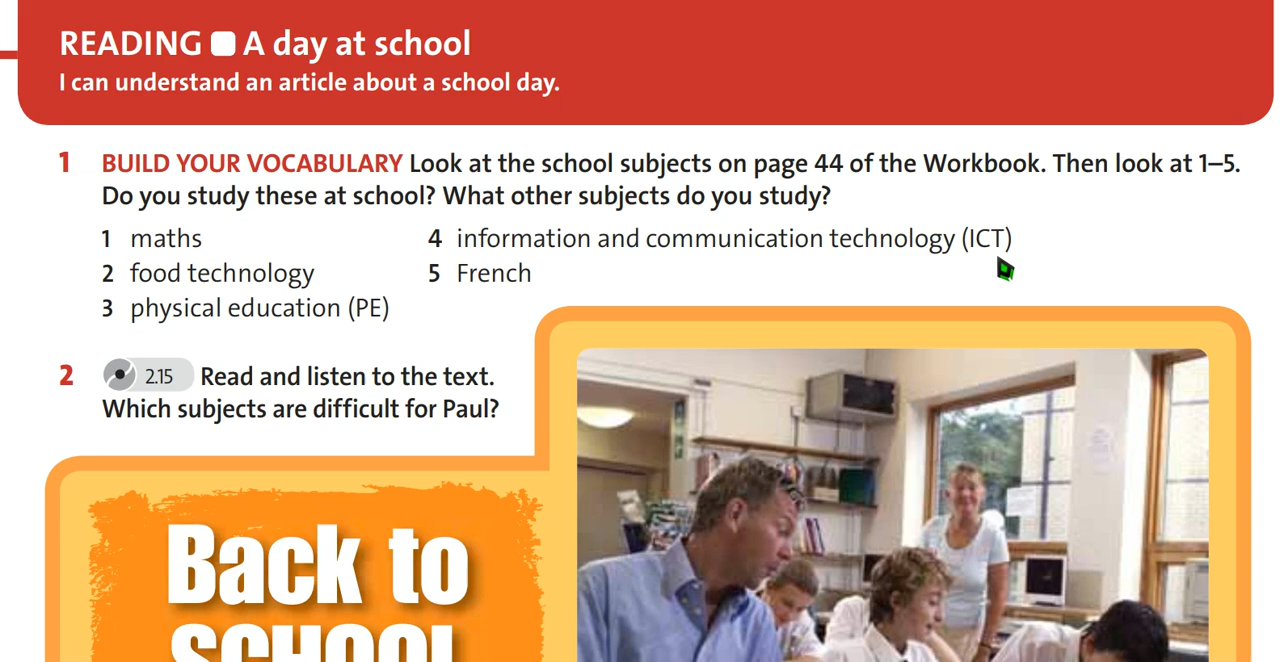 READING A day at school
I can understand an article about a school day.
1 BUILD YOUR VOCABULARY Look at the school subjects on page 44 of the Workbook. Then look at 1–5.
Do you study these at school? What other subjects do you study?
1 maths
2 food technology
3 physical education (PE)
4 information and communication technology (ICT)
5 French
2 2.15 Read and listen to the text.
Which subjects are difficult for Paul?
Back to
SCHOOL